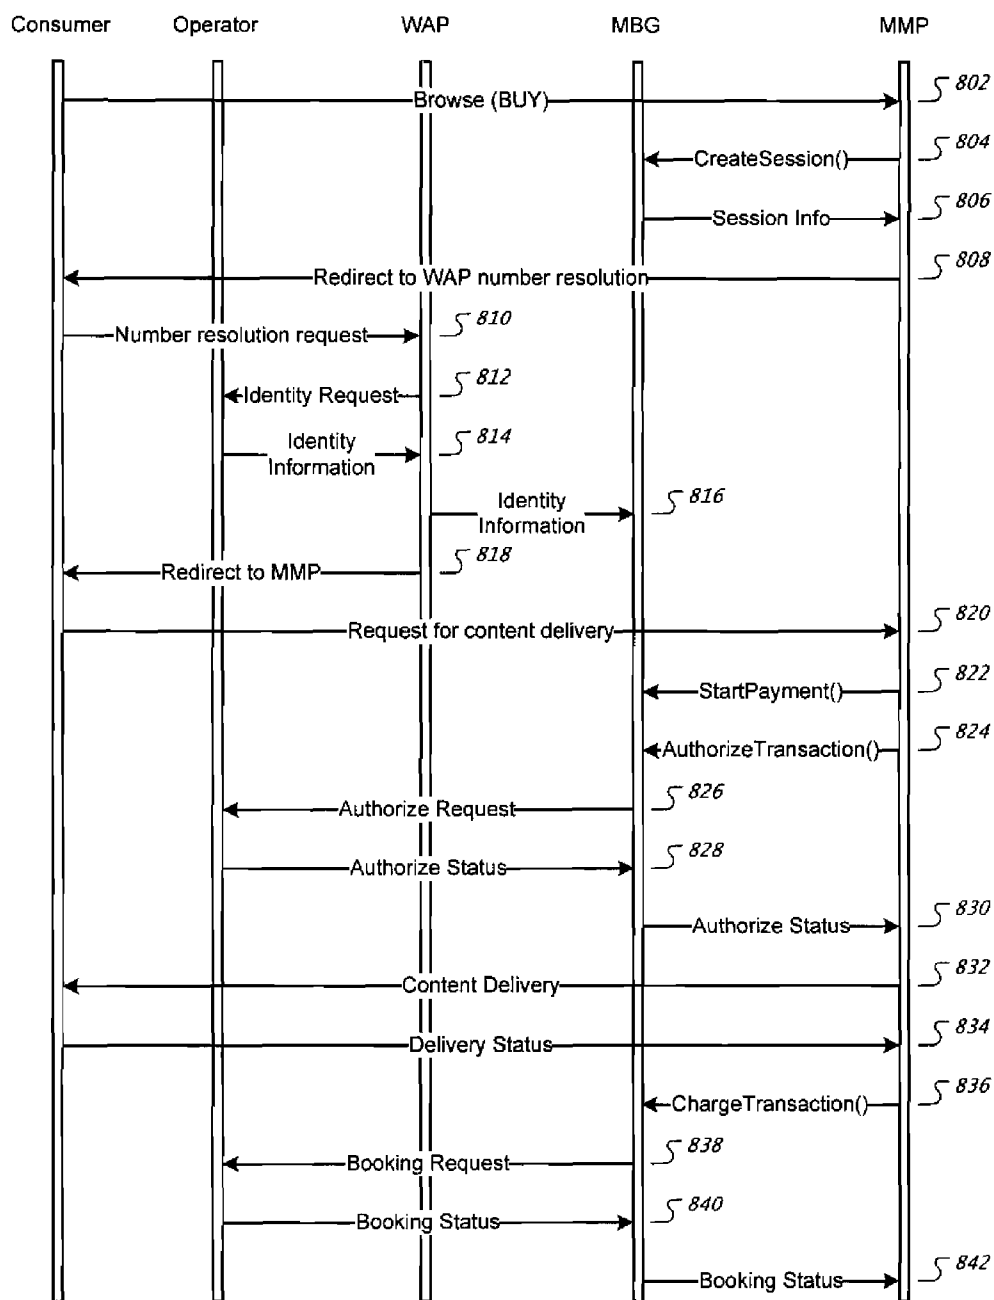 Consumer Operator WAP MBG MMP
Browse (BUY) 802
CreateSession() 804
Session Info 806
Redirect to WAP number resolution 808
Number resolution request 810
Identity Request 812
Identity
Information 814
Identity
Information 816
Redirect to MMP 818
Request for content delivery 820
StartPayment() 822
AuthorizeTransaction() 824
Authorize Request 826
Authorize Status 828
Authorize Status 830
Content Delivery 832
Delivery Status 834
ChargeTransaction() 836
Booking Request 838
Booking Status 840
Booking Status 842